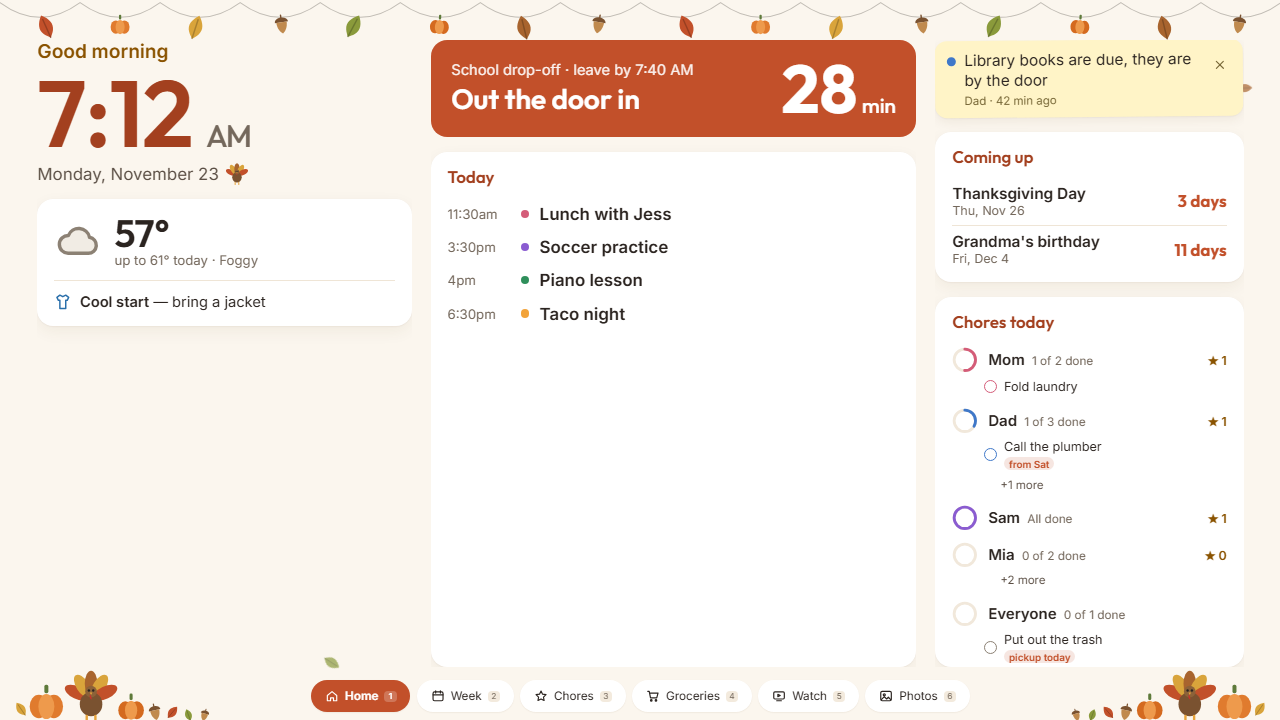 Good morning
7:12 AM
Monday, November 23
57°
up to 61° today · Foggy
Cool start — bring a jacket
School drop-off · leave by 7:40 AM
Out the door in
28 min
Today
11:30am Lunch with Jess
3:30pm Soccer practice
4pm Piano lesson
6:30pm Taco night
Library books are due, they are
by the door
Dad · 42 min ago
Coming up
Thanksgiving Day
Thu, Nov 26
3 days
Grandma's birthday
Fri, Dec 4
11 days
Chores today
Mom 1 of 2 done ★ 1
Fold laundry
Dad 1 of 3 done ★ 1
Call the plumber
from Sat
+1 more
Sam All done ★ 1
Mia 0 of 2 done ★ 0
+2 more
Everyone 0 of 1 done
Put out the trash
pickup today
Home 1 Week 2 Chores 3 Groceries 4 Watch 5 Photos 6